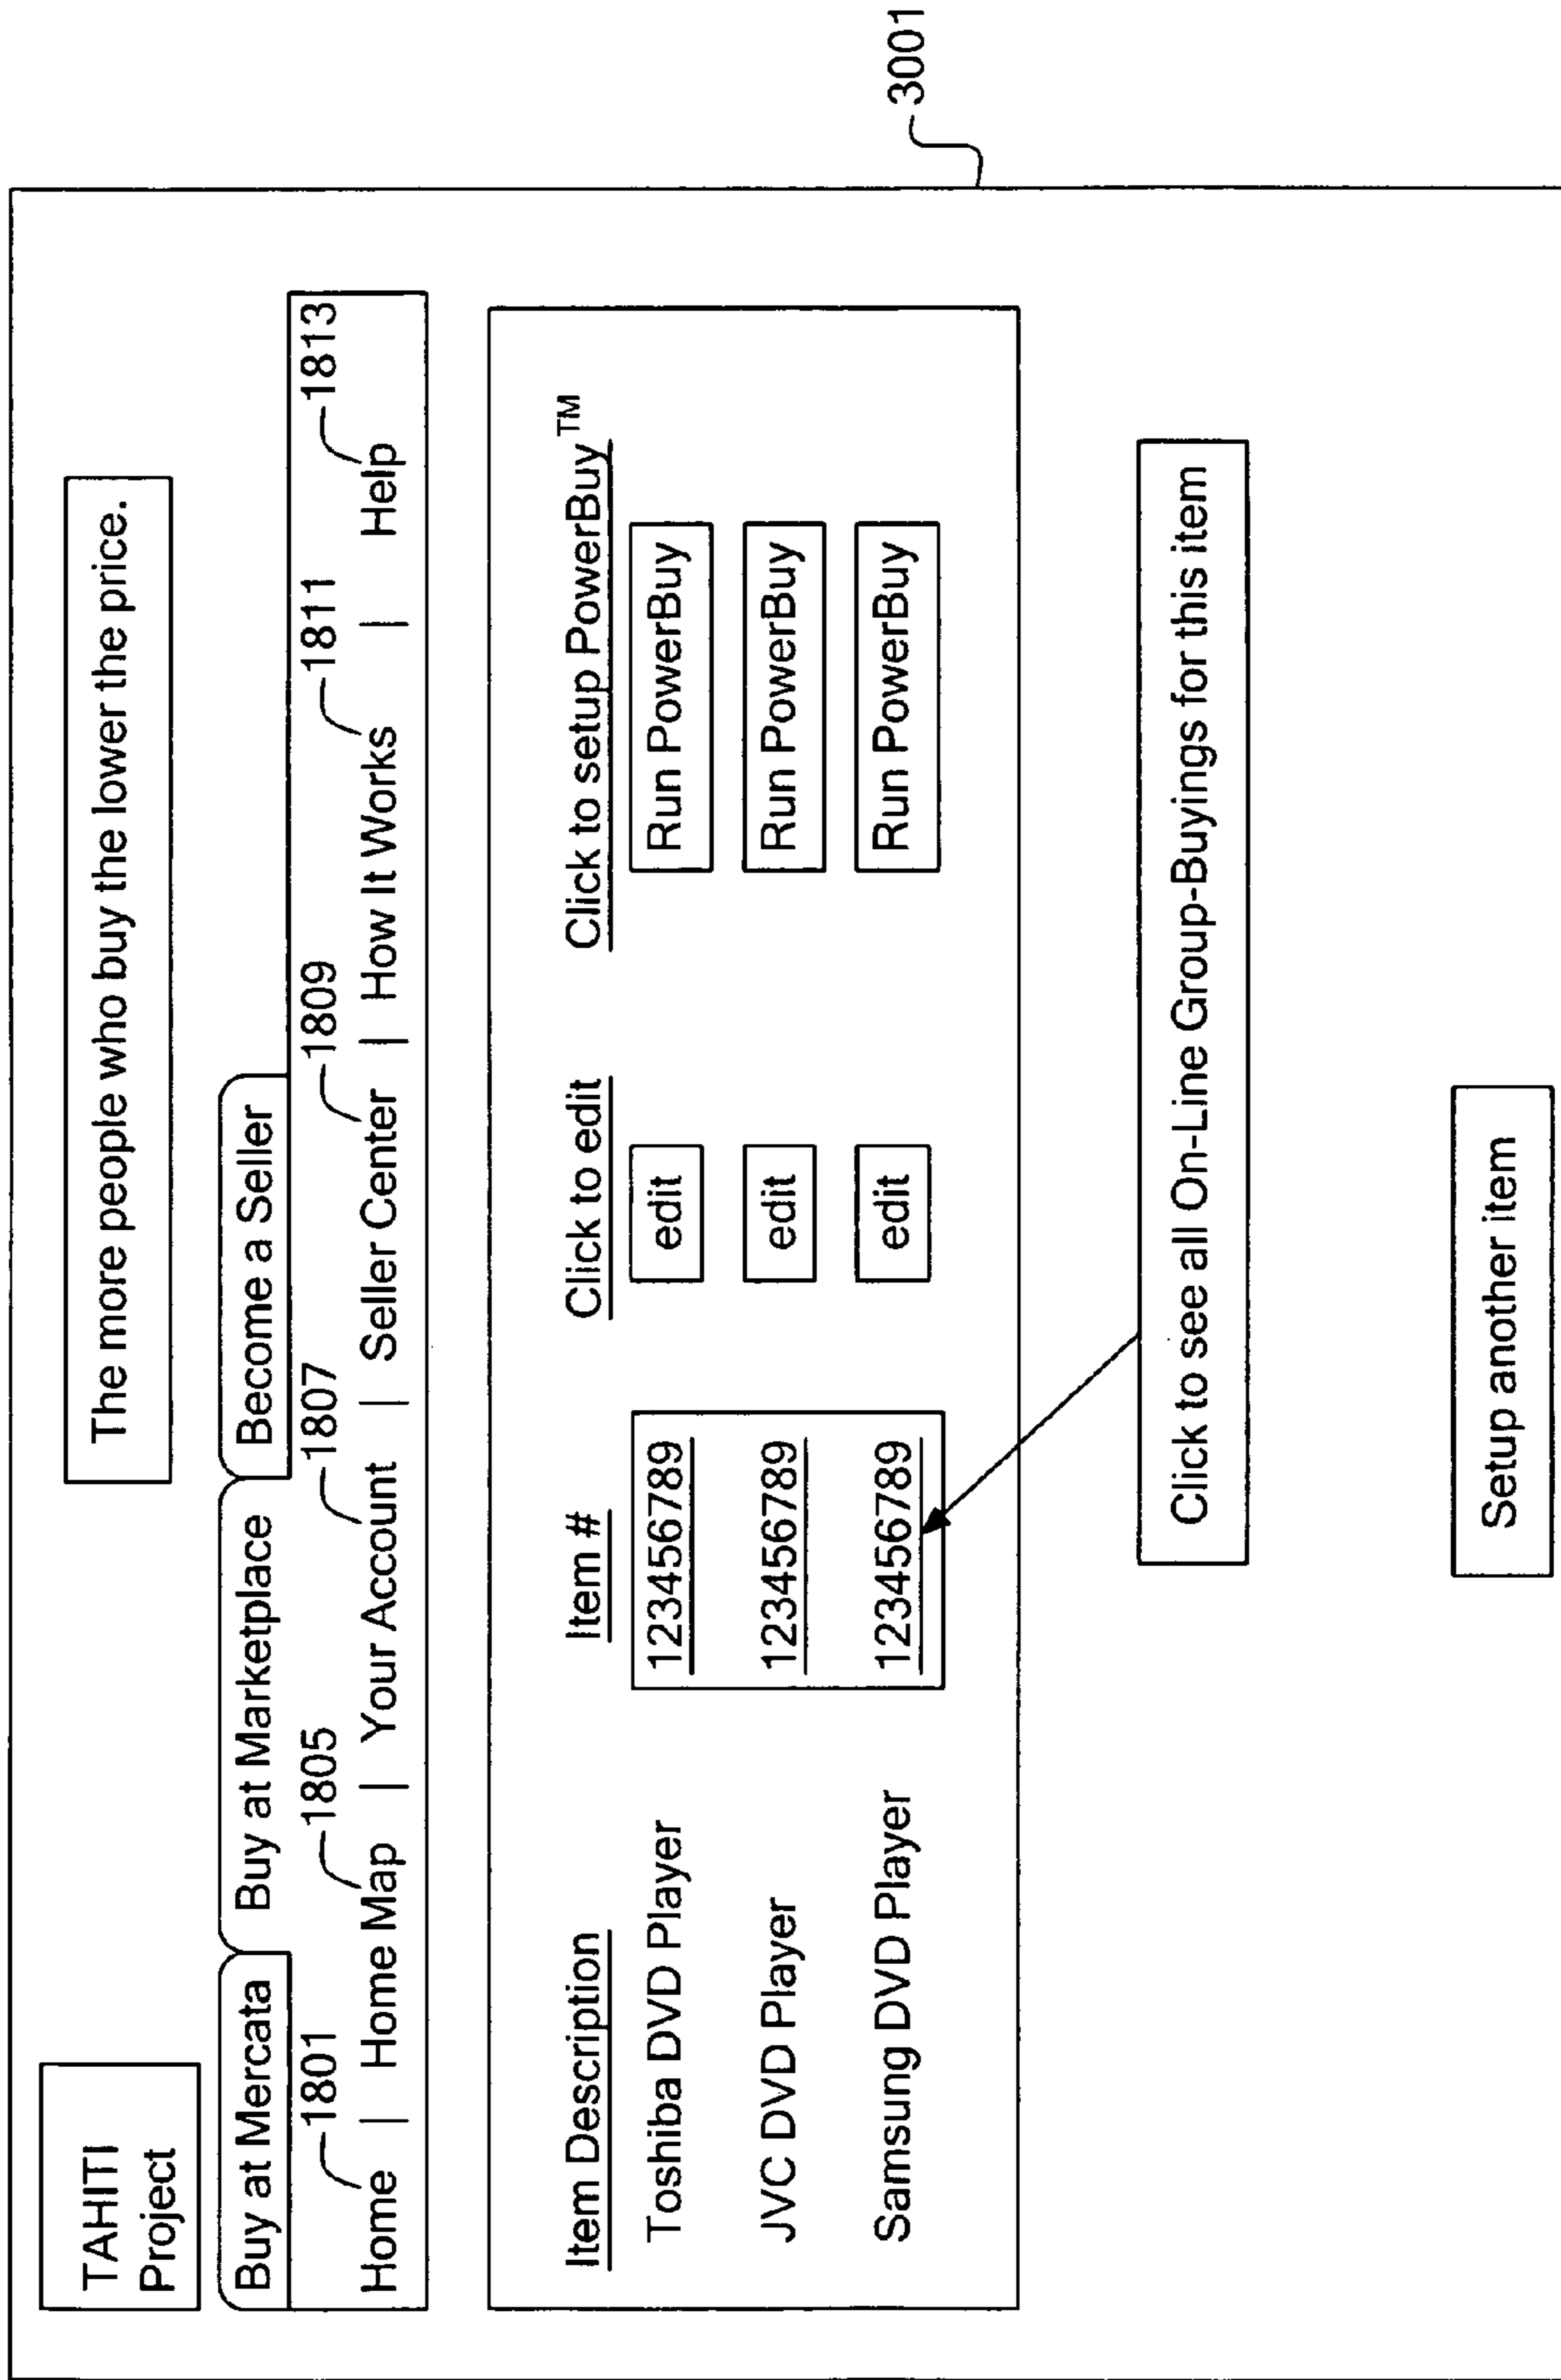 TAHITI
Project
The more people who buy the lower the price.
Buy at Mercata Buy at Marketplace Become a Seller
1801 1805 1807 1809 1811 1813
Home | Home Map | Your Account | Seller Center | How It Works | Help
Item Description Item # Click to edit Click to setup PowerBuy™
Toshiba DVD Player 123456789 edit Run PowerBuy
JVC DVD Player 123456789 edit Run PowerBuy
Samsung DVD Player 123456789 edit Run PowerBuy
3001
Click to see all On-Line Group-Buyings for this item
Setup another item